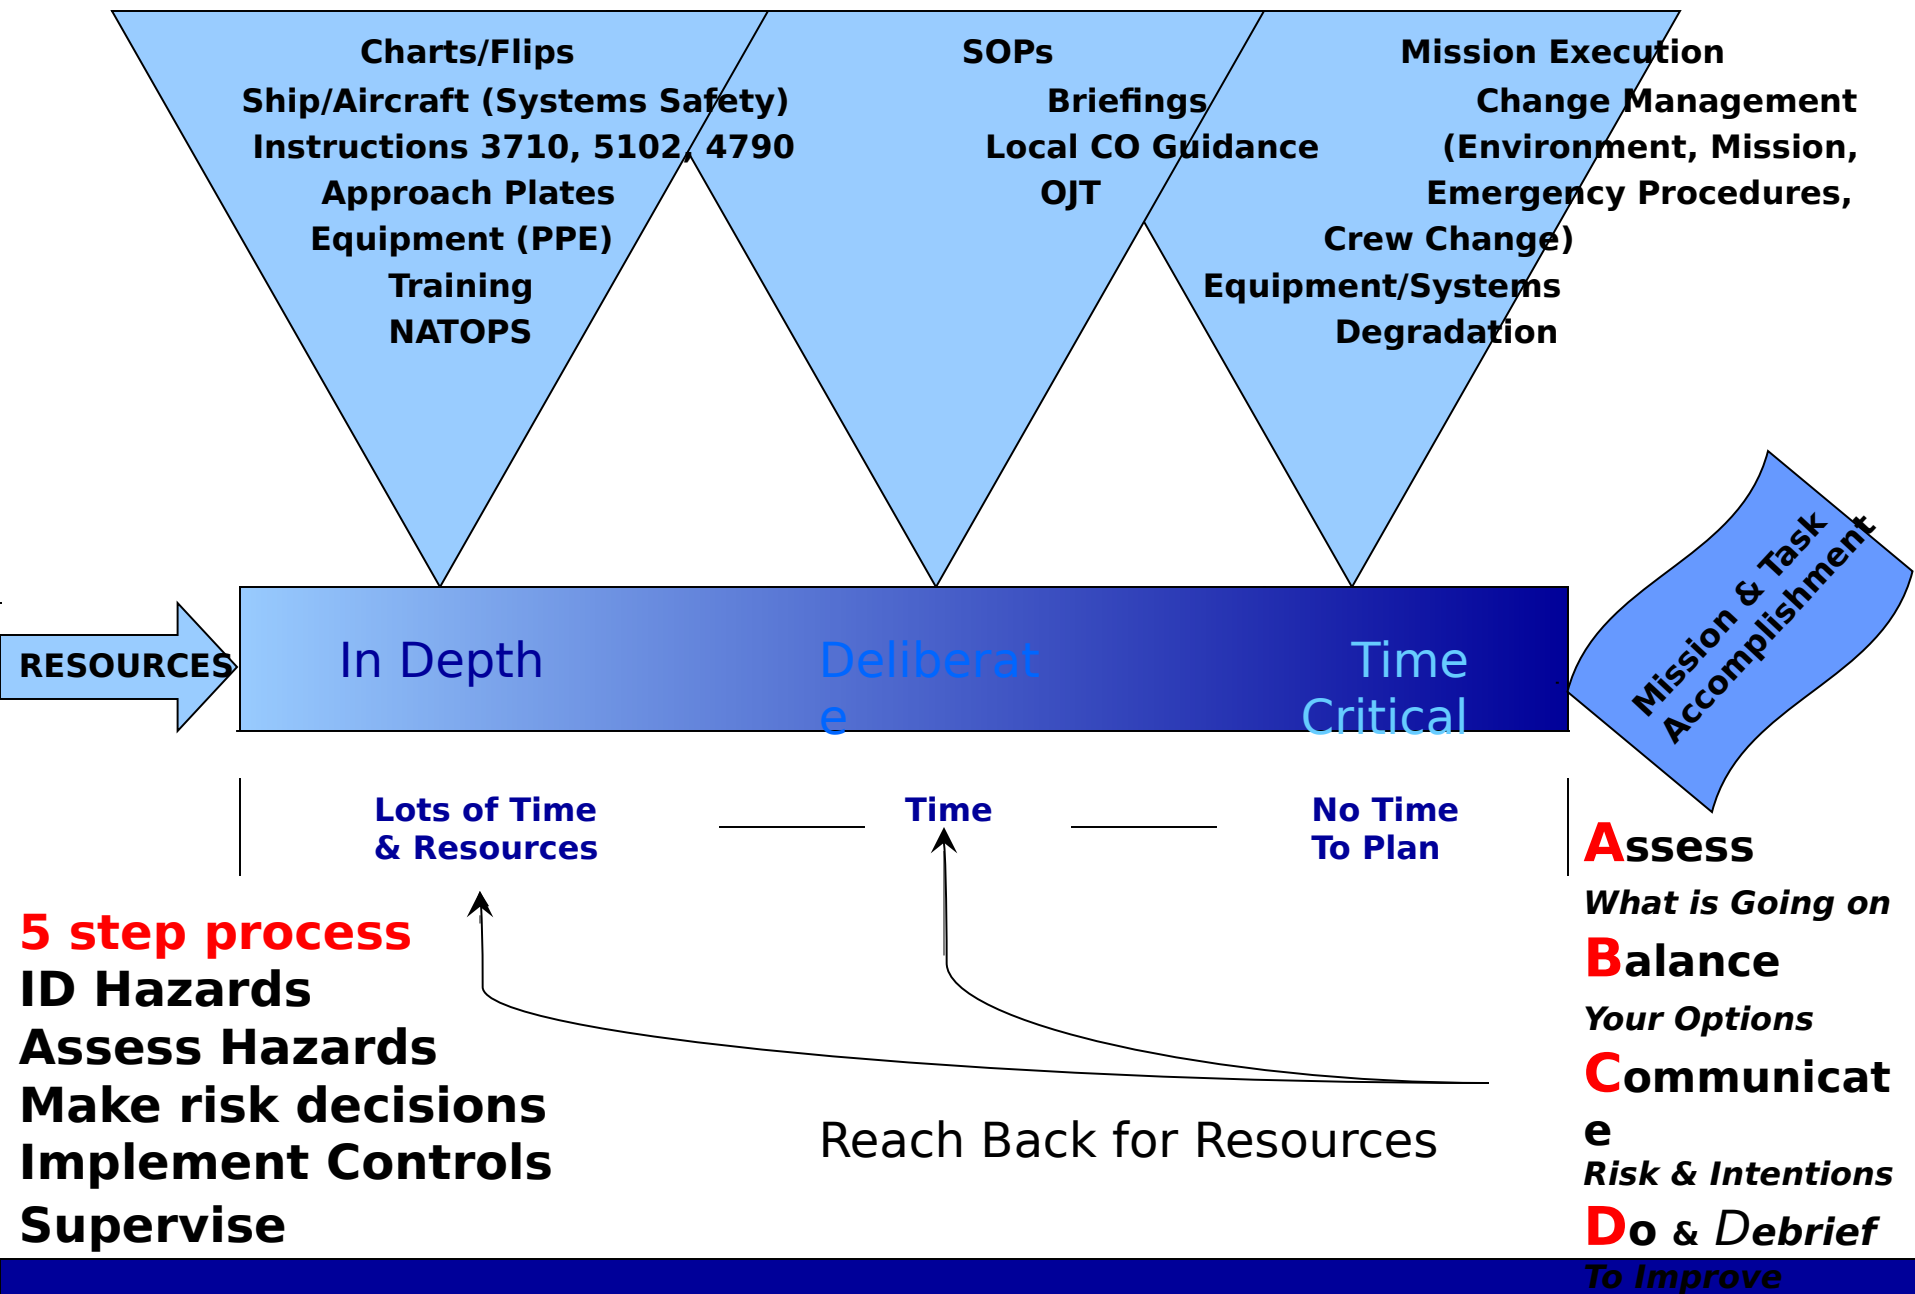 Charts/Flips
Ship/Aircraft (Systems Safety)
Instructions 3710, 5102, 4790
Approach Plates
Equipment (PPE)
Training
NATOPS
SOPs
Briefings
Local CO Guidance
OJT
Mission Execution
Change Management
(Environment, Mission,
Emergency Procedures,
Crew Change)
Equipment/Systems
Degradation
RESOURCES
In Depth
Deliberat
e
Time
Critical
Mission & Task
Accomplishment
Lots of Time
& Resources
Time
No Time
To Plan
5 step process
ID Hazards
Assess Hazards
Make risk decisions
Implement Controls
Supervise
Reach Back for Resources
Assess
What is Going on
Balance
Your Options
Communicat
e
Risk & Intentions
Do & Debrief
To Improve